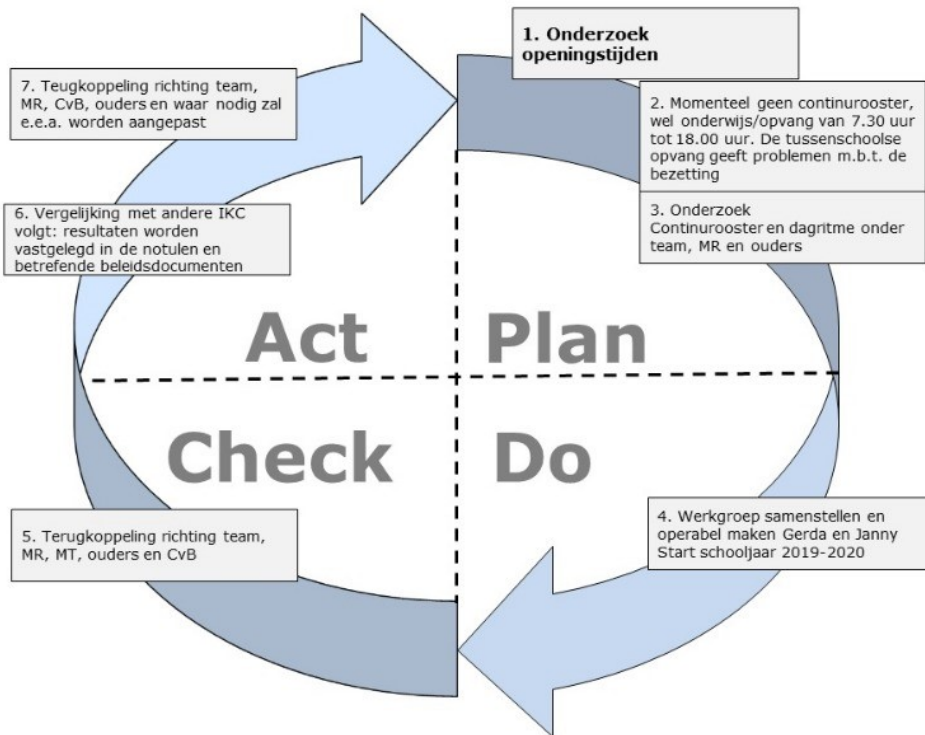 1. Onderzoek
openingstijden
2. Momenteel geen continurooster,
wel onderwijs/opvang van 7.30 uur
tot 18.00 uur. De tussenschoolse
opvang geeft problemen m.b.t. de
bezetting
3. Onderzoek
Continurooster en dagritme onder
team, MR en ouders
Plan
Do
4. Werkgroep samenstellen en
operabel maken Gerda en Janny
Start schooljaar 2019-2020
Check
5. Terugkoppeling richting team,
MR, MT, ouders en CvB
Act
6. Vergelijking met andere IKC
volgt: resultaten worden
vastgelegd in de notulen en
betrefende beleidsdocumenten
7. Teugkoppeling richting team,
MR, CvB, ouders en waar nodig zal
e.e.a. worden aangepast